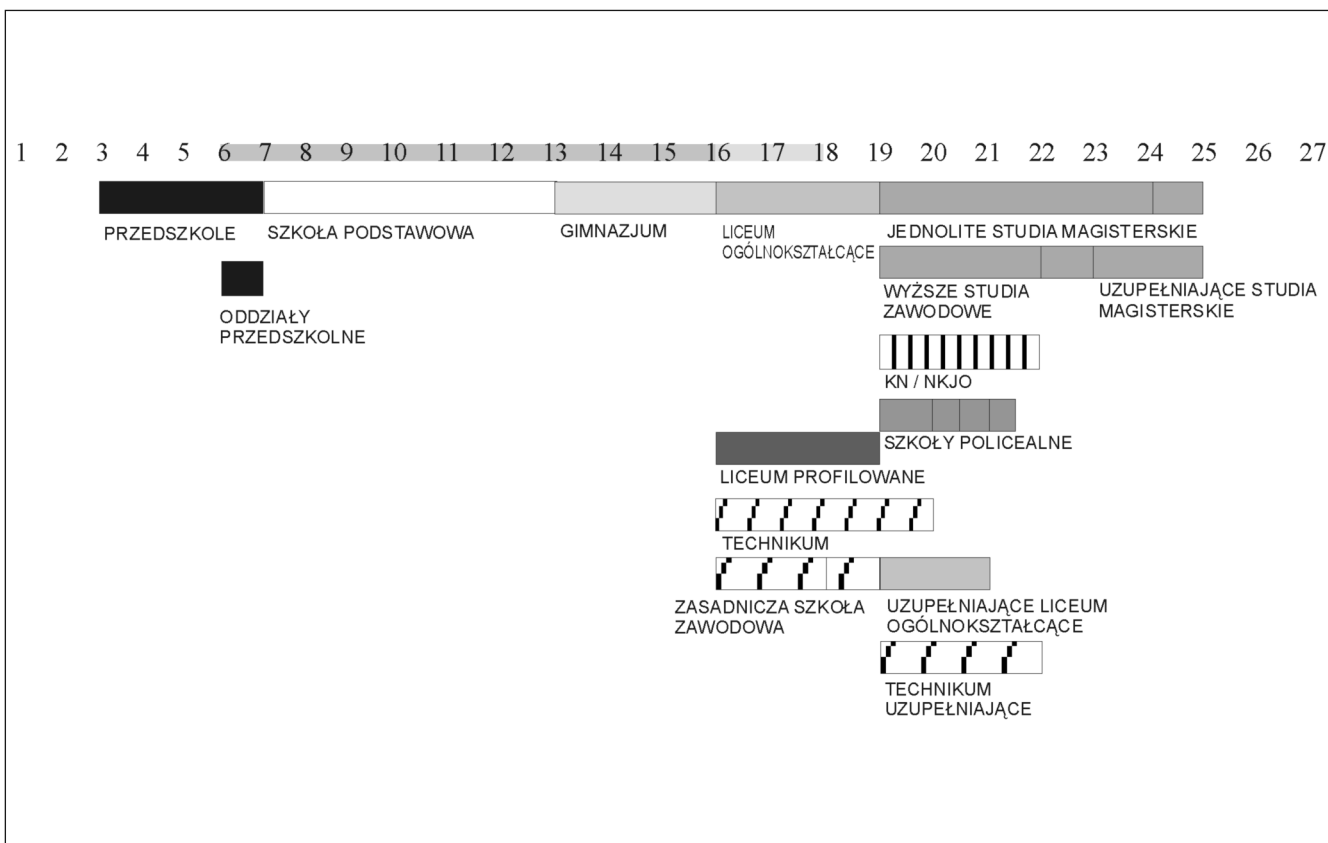 1 2 3 4 5 6 7 8 9 10 11 12 13 14 15 16 17 18 19 20 21 22 23 24 25 26 27
PRZEDSZKOLE
SZKOŁA PODSTAWOWA
GIMNAZJUM
LICEUM
OGÓLNOKSZTAŁCĄCE
JEDNOLITE STUDIA MAGISTERSKIE
WYŻSZE STUDIA
ZAWODOWE
UZUPEŁNIAJĄCE STUDIA
MAGISTERSKIE
ODDZIAŁY
PRZEDSZKOLNE
KN / NKJO
SZKOŁY POLICEALNE
LICEUM PROFILOWANE
TECHNIKUM
ZASADNICZA SZKOŁA
ZAWODOWA
UZUPEŁNIAJĄCE LICEUM
OGÓLNOKSZTAŁCĄCE
TECHNIKUM
UZUPEŁNIAJĄCE